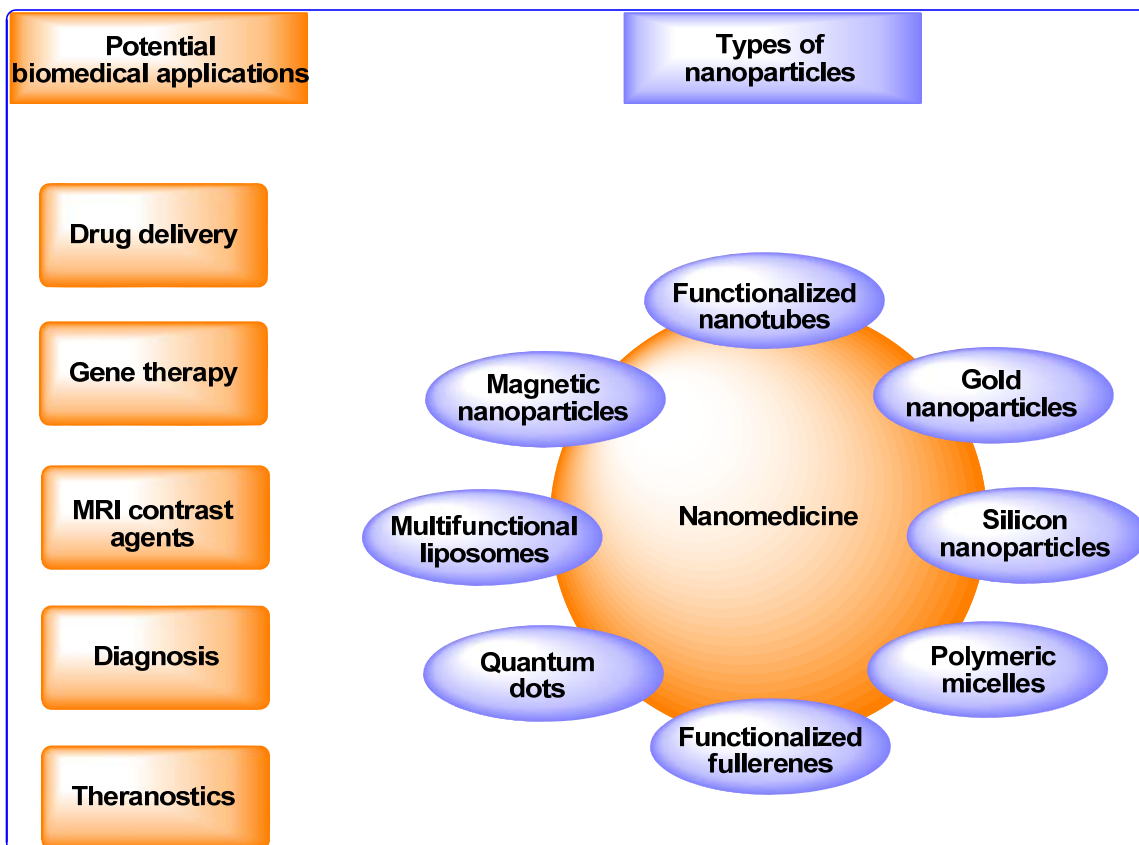 Potential
biomedical applications
Types of
nanoparticles
Drug delivery
Gene therapy
MRI contrast
agents
Diagnosis
Theranostics
Functionalized
nanotubes
Magnetic
nanoparticles
Gold
nanoparticles
Multifunctional
liposomes
Nanomedicine
Silicon
nanoparticles
Quantum
dots
Polymeric
micelles
Functionalized
fullerenes